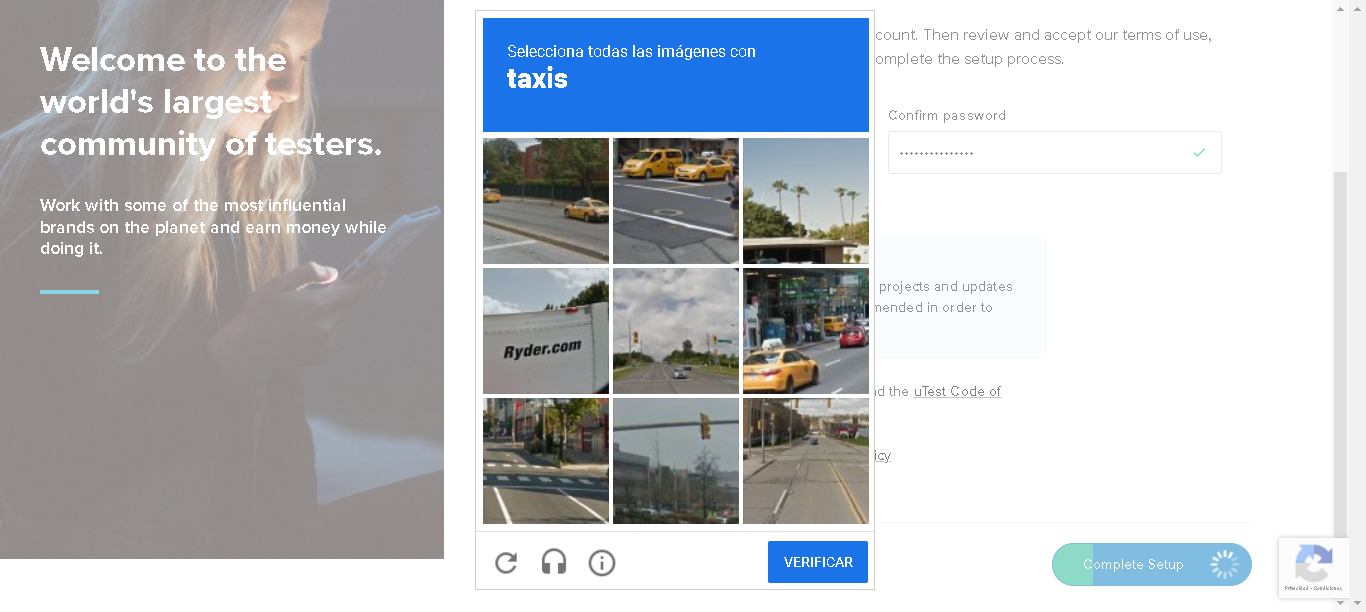 Welcome to the
world's largest
community of testers.
Work with some of the most influential
brands on the planet and earn money while
doing it.
Selecciona todas las imágenes con
taxis
Ryder.com
VERIFICAR
count. Then review and accept our terms of use,
omplete the setup process.
Confirm password
projects and updates
mended in order to
nd the uTest Code of
icy
Complete Setup
Privacidad - Condiciones